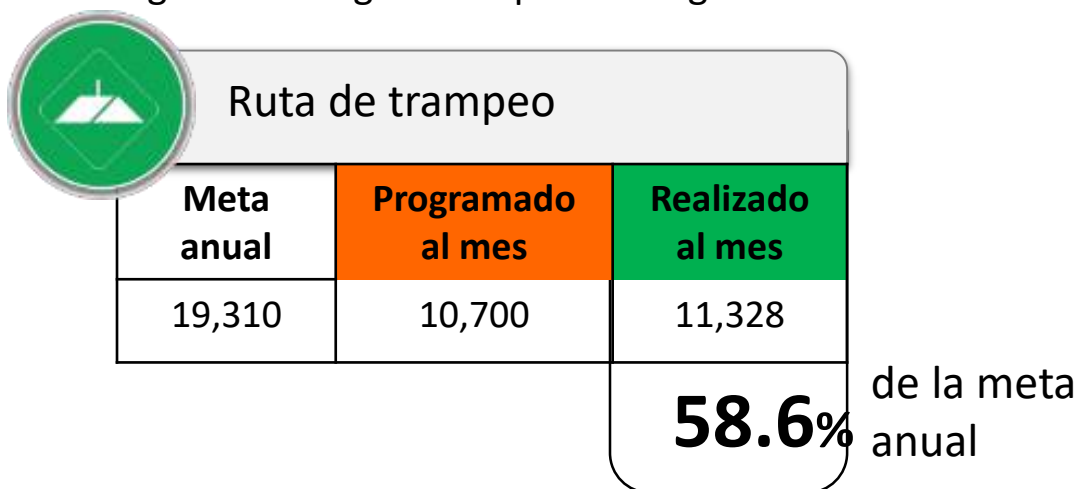 Ruta de trampeo
Meta anual
Programado al mes
Realizado al mes
19,310
10,700
11,328
58.6%
de la meta
anual